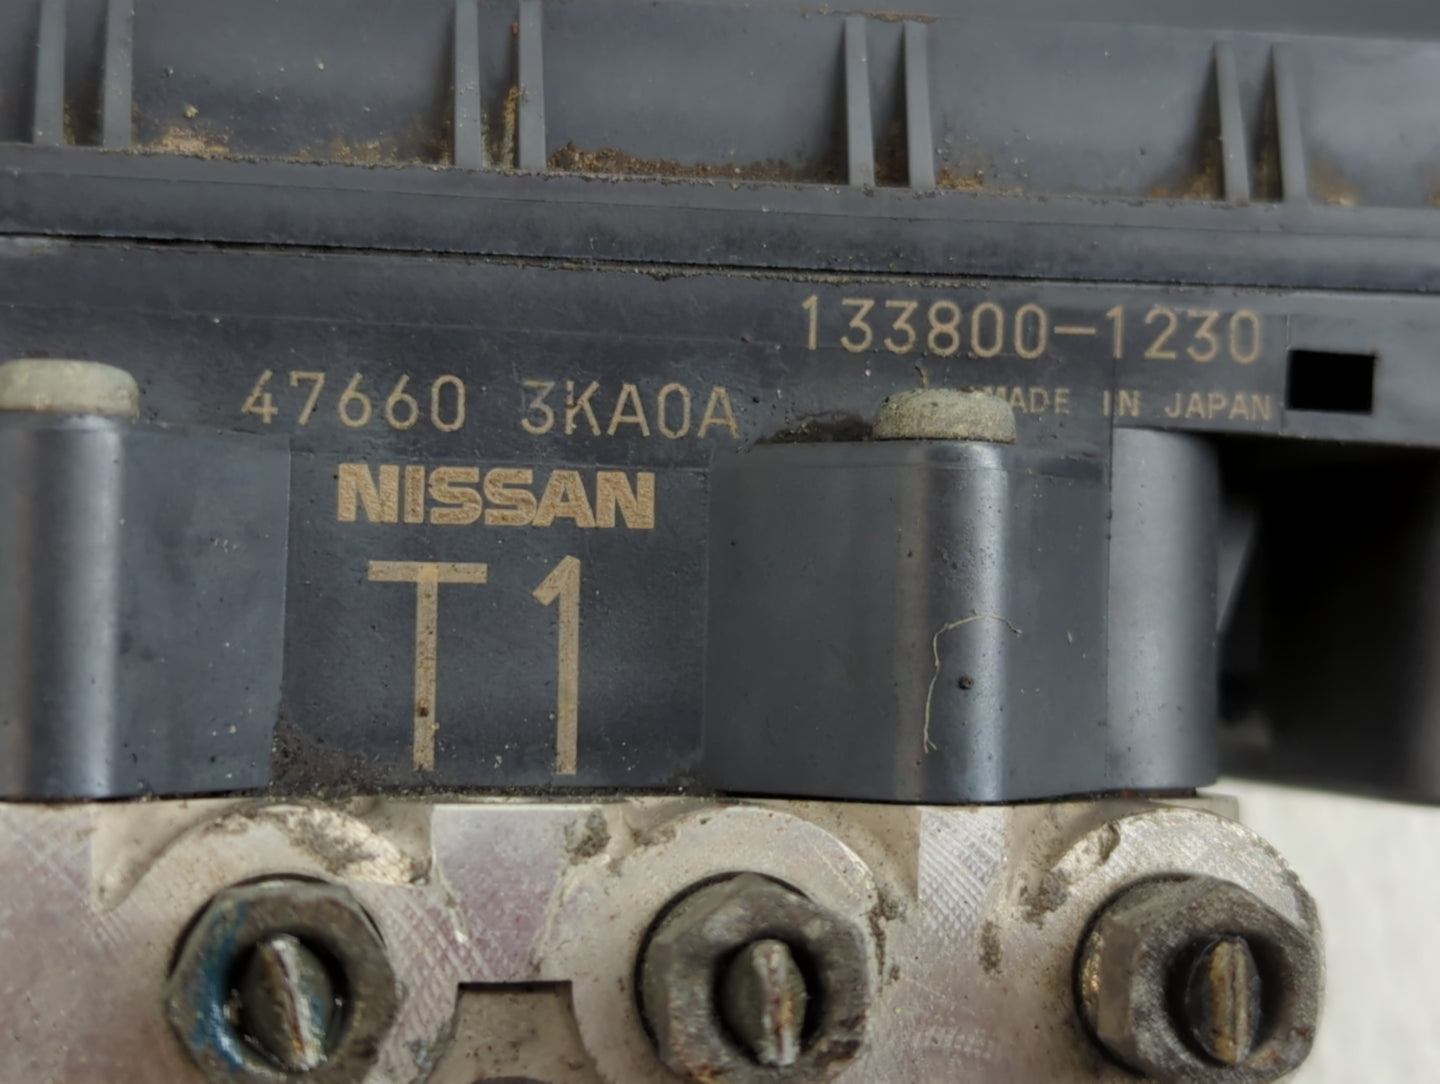 133800-1230
MADE IN JAPAN
47660 3KA0A
NISSAN
T1